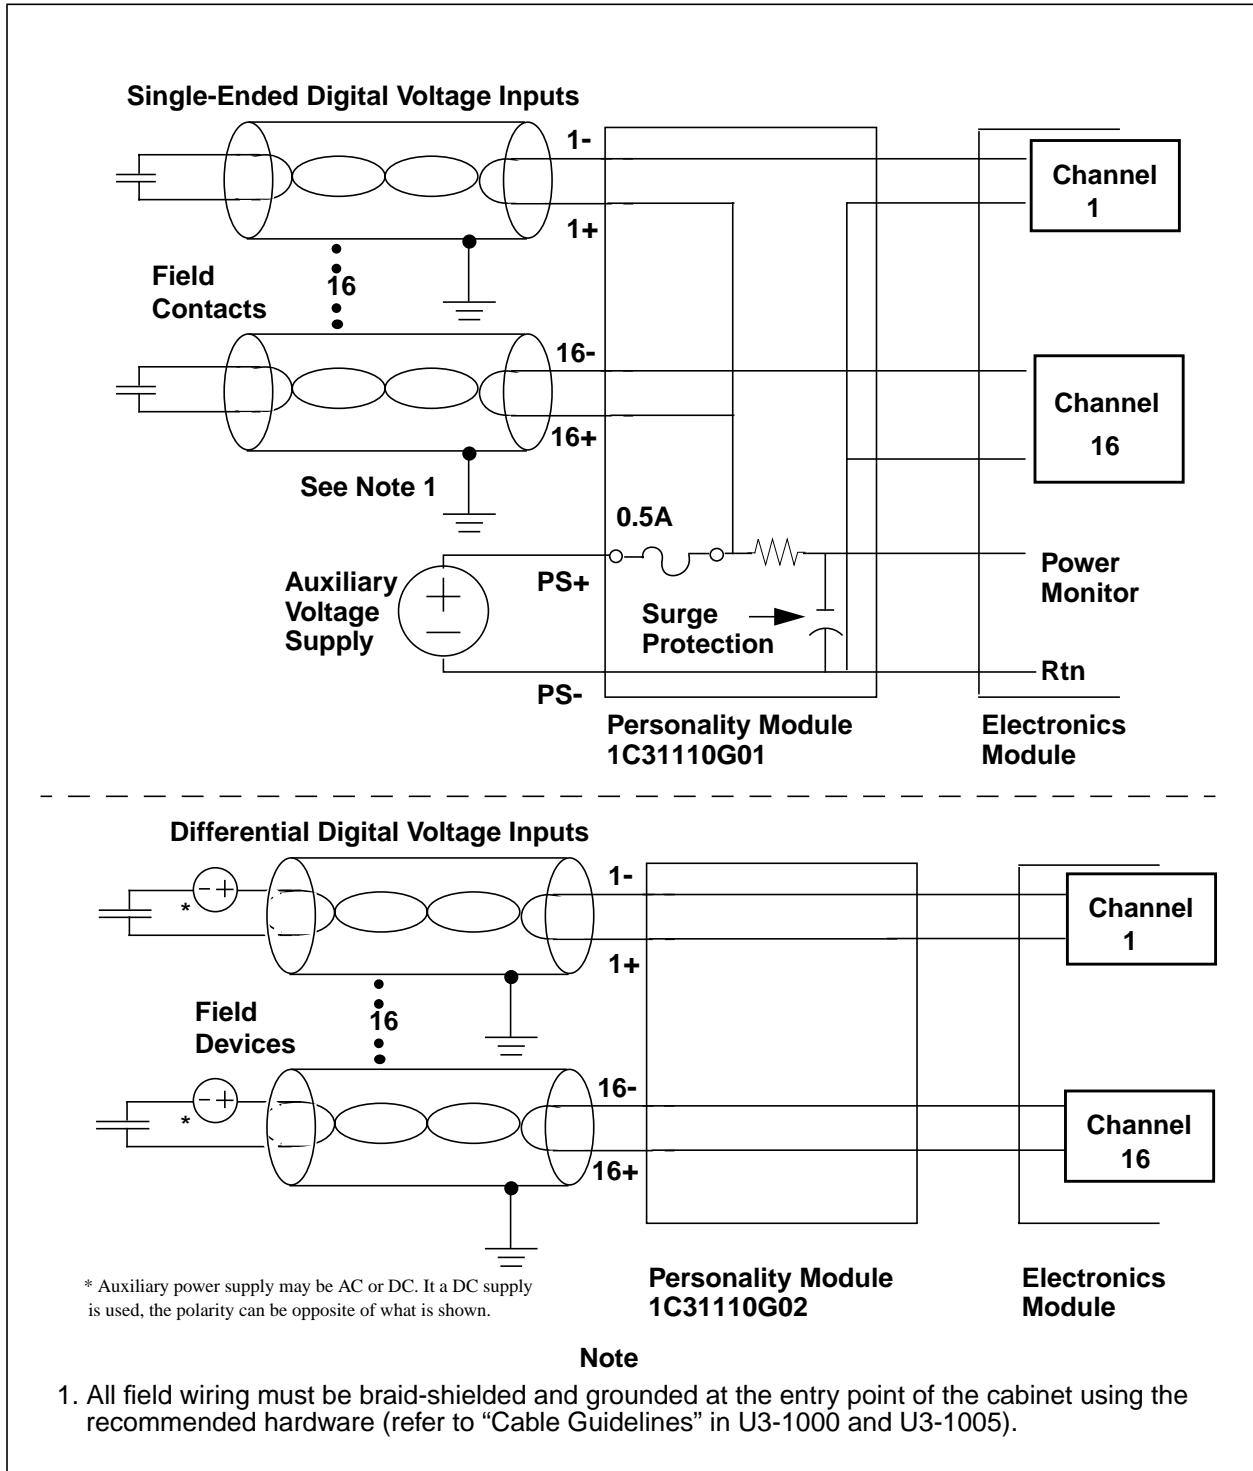 Single-Ended Digital Voltage Inputs
1-
1+
Channel
1
Field
Contacts
16
16-
16+
Channel
16
See Note 1
0.5A
Auxiliary
Voltage
Supply
PS+
PS-
Surge
Protection
Power
Monitor
Rtn
Personality Module
1C31110G01
Electronics
Module
Differential Digital Voltage Inputs
- +
*
1-
1+
Channel
1
Field
Devices
16
- +
*
16-
16+
Channel
16
* Auxiliary power supply may be AC or DC. It a DC supply
is used, the polarity can be opposite of what is shown.
Personality Module
1C31110G02
Electronics
Module
Note
1. All field wiring must be braid-shielded and grounded at the entry point of the cabinet using the
recommended hardware (refer to “Cable Guidelines” in U3-1000 and U3-1005).